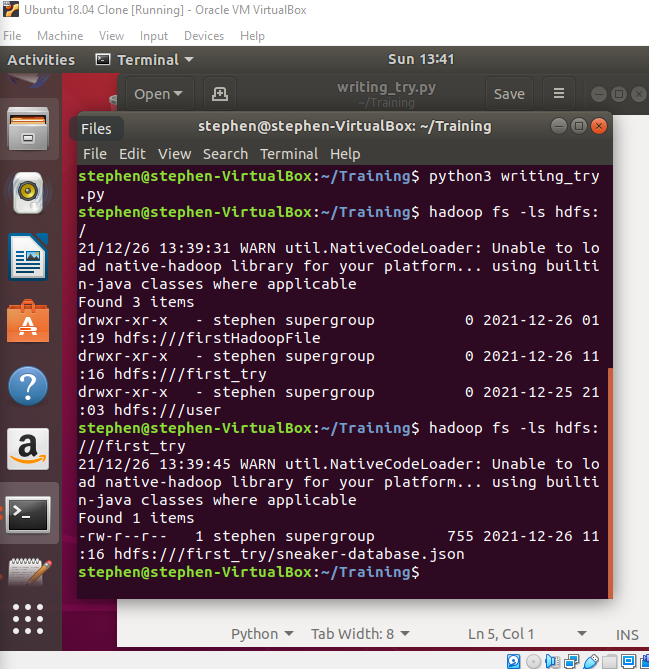 Ubuntu 18.04 Clone [Running] - Oracle VM VirtualBox
File Machine View Input Devices Help
Activities Terminal Sun 13:41
Open writing_try.py Save
~/Training
Files stephen@stephen-VirtualBox: ~/Training
File Edit View Search Terminal Help
stephen@stephen-VirtualBox:~/Training$ python3 writing_try
.py
stephen@stephen-VirtualBox:~/Training$ hadoop fs -ls hdfs:
/
21/12/26 13:39:31 WARN util.NativeCodeLoader: Unable to lo
ad native-hadoop library for your platform... using builti
n-java classes where applicable
Found 3 items
drwxr-xr-x   - stephen supergroup          0 2021-12-26 01
:19 hdfs:///firstHadoopFile
drwxr-xr-x   - stephen supergroup          0 2021-12-26 11
:16 hdfs:///first_try
drwxr-xr-x   - stephen supergroup          0 2021-12-25 21
:03 hdfs:///user
stephen@stephen-VirtualBox:~/Training$ hadoop fs -ls hdfs:
///first_try
21/12/26 13:39:45 WARN util.NativeCodeLoader: Unable to lo
ad native-hadoop library for your platform... using builti
n-java classes where applicable
Found 1 items
-rw-r--r--   1 stephen supergroup        755 2021-12-26 11
:16 hdfs:///first_try/sneaker-database.json
stephen@stephen-VirtualBox:~/Training$
Python Tab Width: 8 Ln 5, Col 1 INS